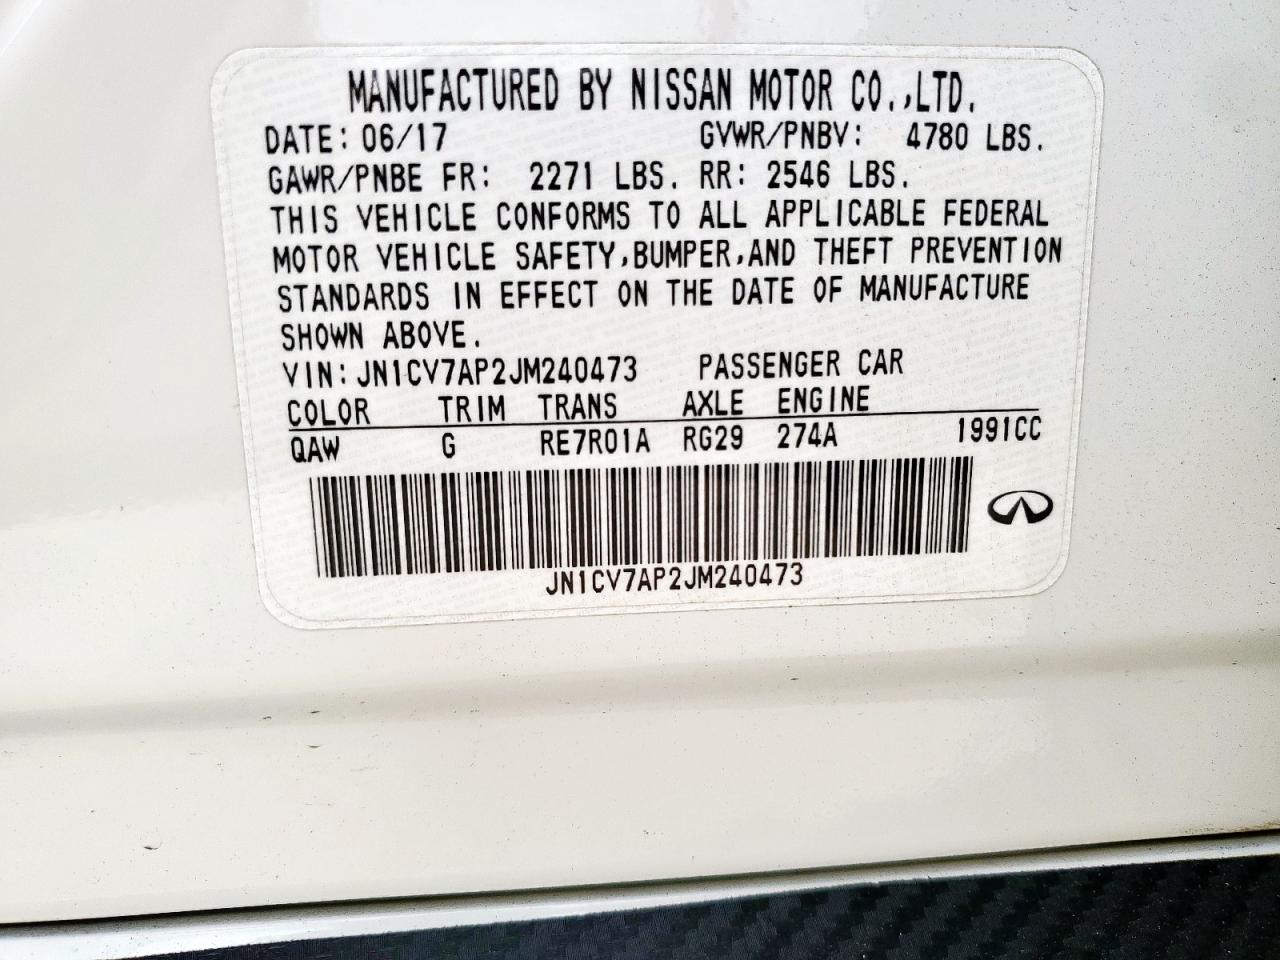 MANUFACTURED BY NISSAN MOTOR CO.,LTD.
DATE: 06/17 GVWR/PNBV: 4780 LBS.
GAWR/PNBE FR: 2271 LBS. RR: 2546 LBS.
THIS VEHICLE CONFORMS TO ALL APPLICABLE FEDERAL
MOTOR VEHICLE SAFETY,BUMPER,AND THEFT PREVENTION
STANDARDS IN EFFECT ON THE DATE OF MANUFACTURE
SHOWN ABOVE.
VIN: JN1CV7AP2JM240473 PASSENGER CAR
COLOR TRIM TRANS AXLE ENGINE
QAW G RE7R01A RG29 274A 1991CC
JN1CV7AP2JM240473